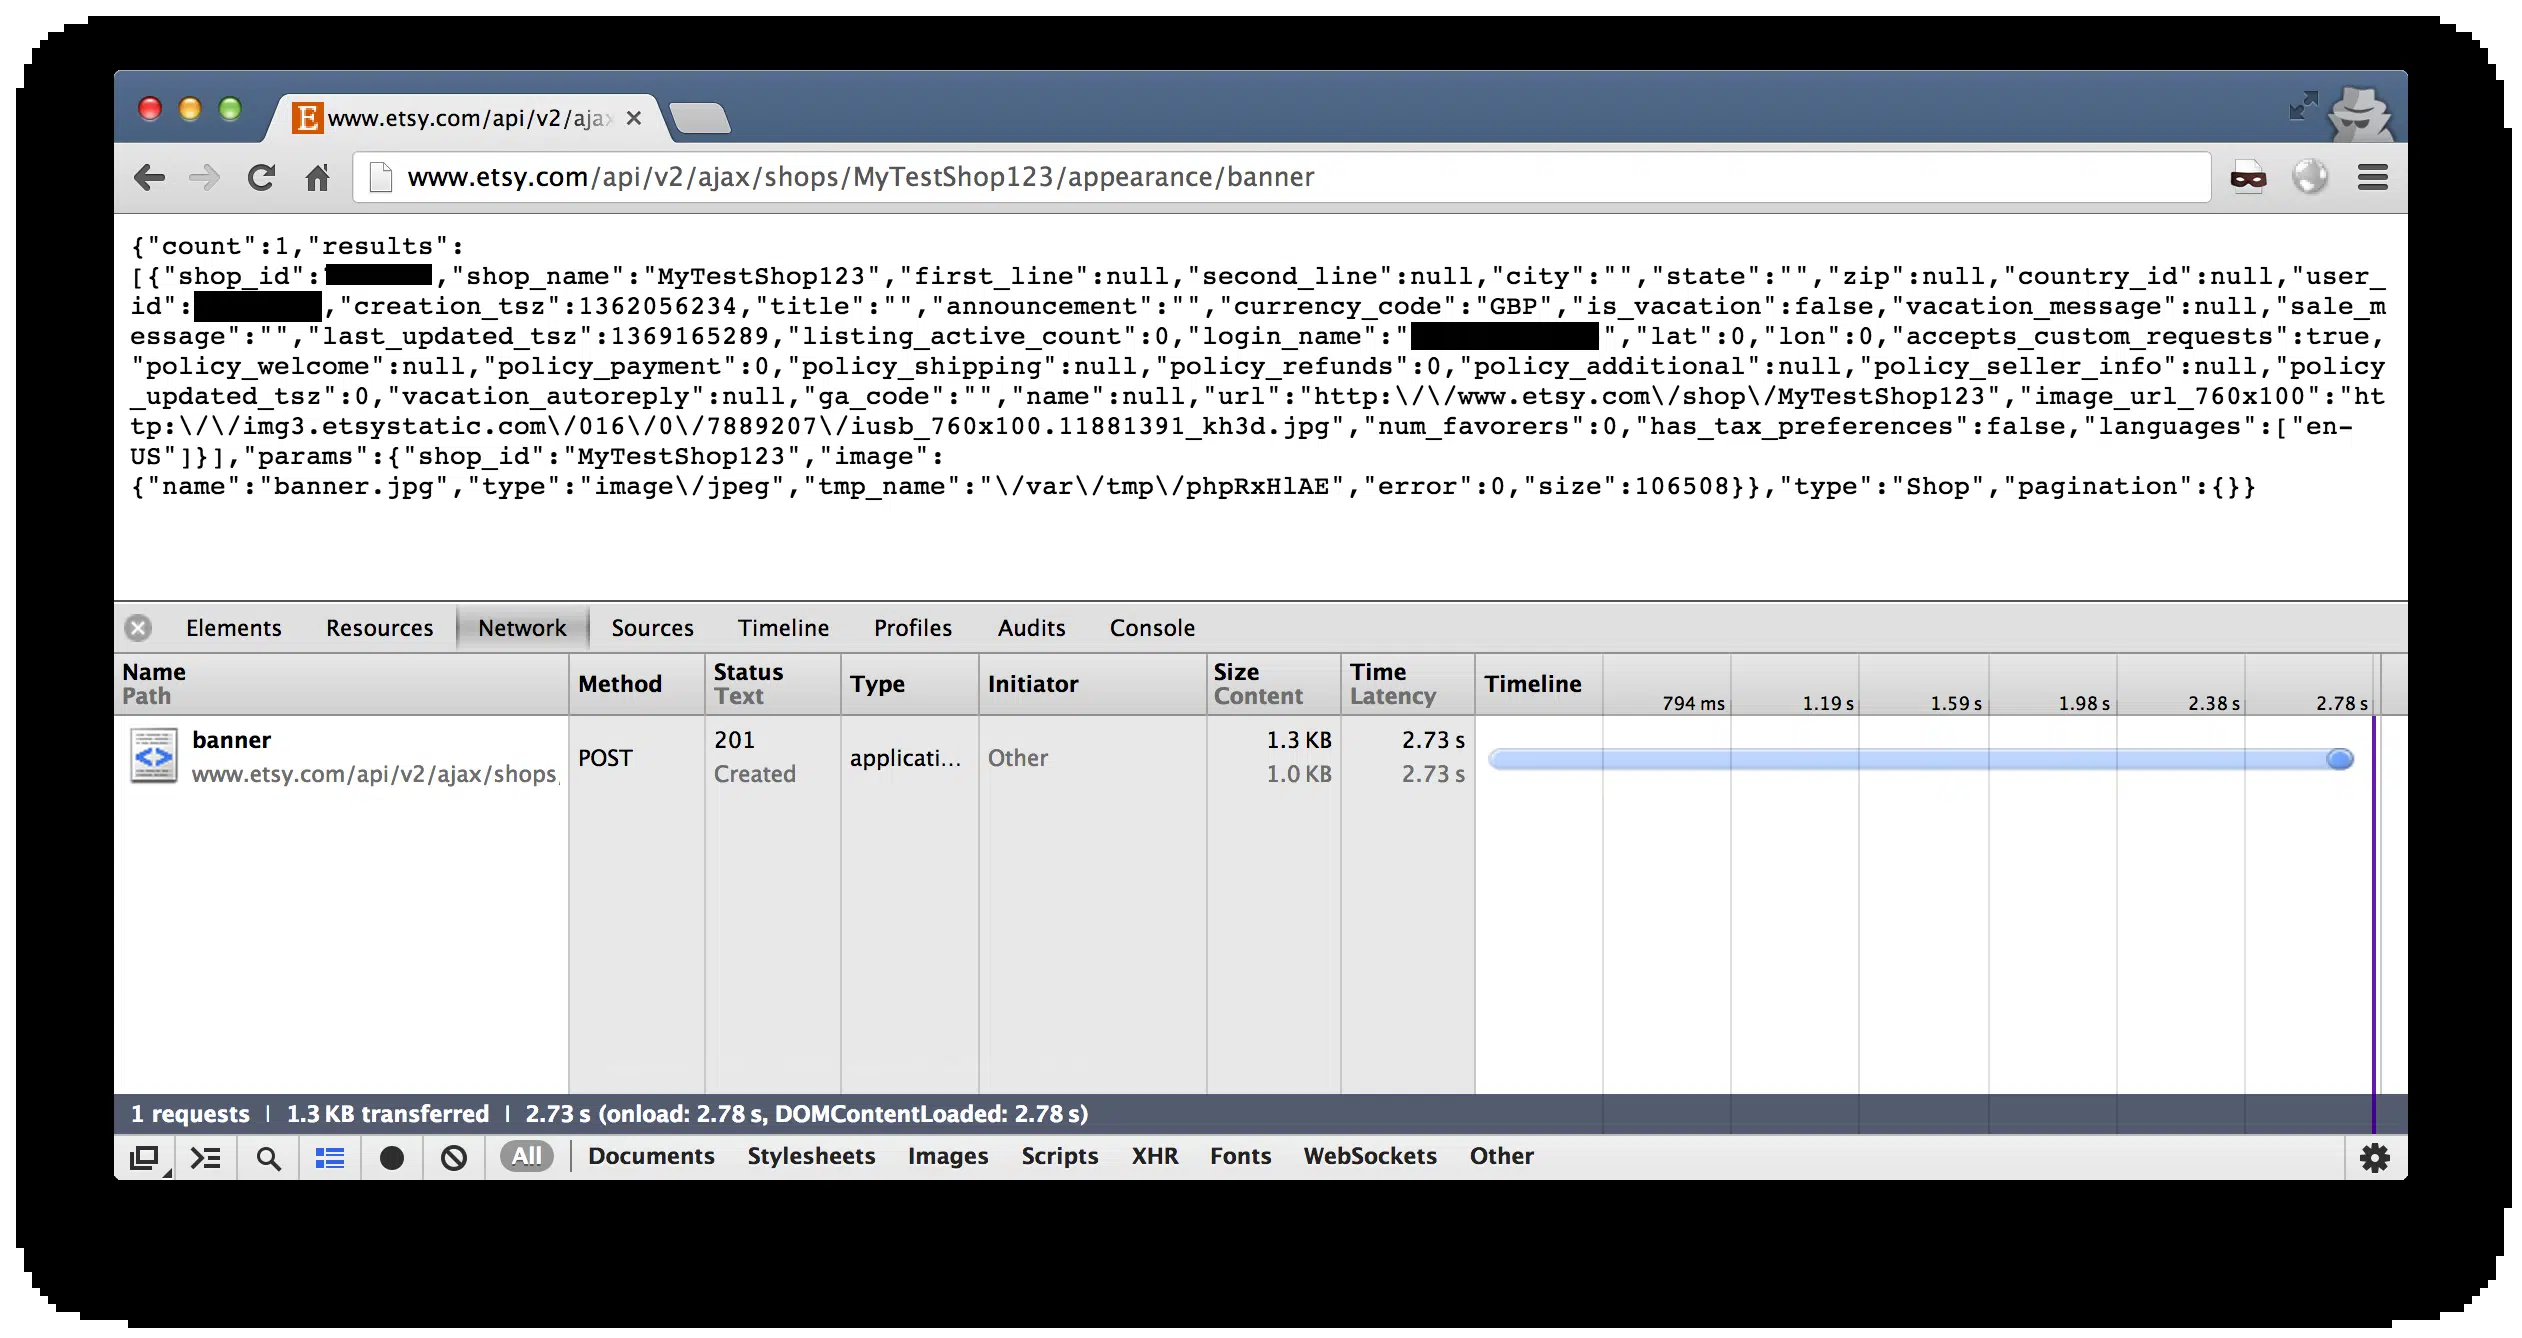 E www.etsy.com/api/v2/ajax
www.etsy.com/api/v2/ajax/shops/MyTestShop123/appearance/banner
{"count":1,"results":
[{"shop_id": ,"shop_name":"MyTestShop123","first_line":null,"second_line":null,"city":"","state":"","zip":null,"country_id":null,"user_
id": ,"creation_tsz":1362056234,"title":"","announcement":"","currency_code":"GBP","is_vacation":false,"vacation_message":null,"sale_m
essage":"","last_updated_tsz":1369165289,"listing_active_count":0,"login_name":" ","lat":0,"lon":0,"accepts_custom_requests":true,
"policy_welcome":null,"policy_payment":0,"policy_shipping":null,"policy_refunds":0,"policy_additional":null,"policy_seller_info":null,"policy
_updated_tsz":0,"vacation_autoreply":null,"ga_code":"","name":null,"url":"http:\/\/www.etsy.com\/shop\/MyTestShop123","image_url_760x100":"ht
tp:\/\/img3.etsystatic.com\/016\/0\/7889207\/iusb_760x100.11881391_kh3d.jpg","num_favorers":0,"has_tax_preferences":false,"languages":["en-
US"]}],"params":{"shop_id":"MyTestShop123","image":
{"name":"banner.jpg","type":"image\/jpeg","tmp_name":"\/var\/tmp\/phpRxHlAE","error":0,"size":106508}},"type":"Shop","pagination":{}}
Elements Resources Network Sources Timeline Profiles Audits Console
Name Method Status Type Initiator Size Time Timeline
Path Text Content Latency 794 ms 1.19 s 1.59 s 1.98 s 2.38 s 2.78 s
banner POST 201 applicati... Other 1.3 KB 2.73 s
www.etsy.com/api/v2/ajax/shops Created 1.0 KB 2.73 s
1 requests | 1.3 KB transferred | 2.73 s (onload: 2.78 s, DOMContentLoaded: 2.78 s)
All Documents Stylesheets Images Scripts XHR Fonts WebSockets Other